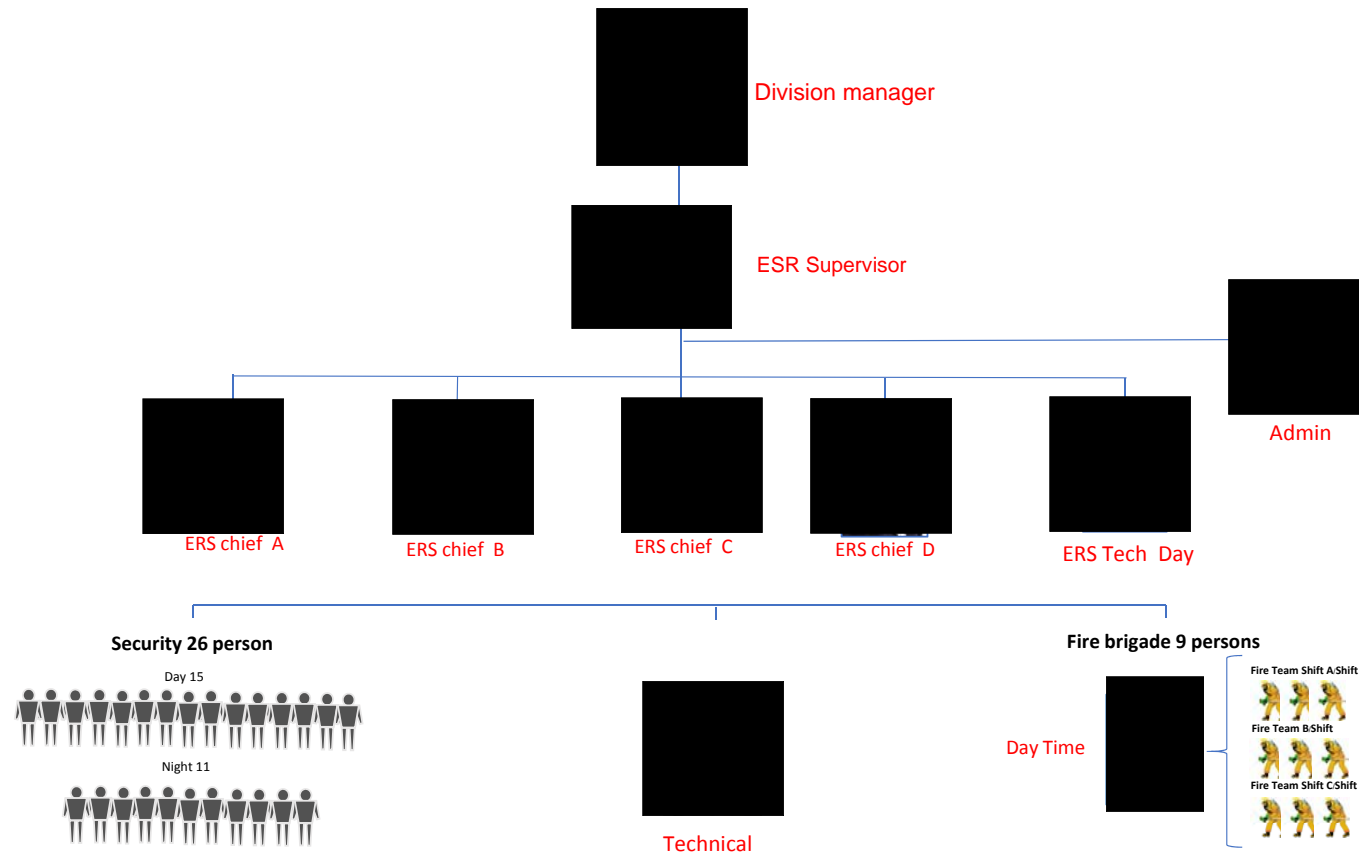 Division manager
ESR Supervisor
Admin
ERS chief A
ERS chief B
ERS chief C
ERS chief D
ERS Tech Day
Security 26 person
Fire brigade 9 persons
Day 15
Fire Team Shift A/Shift
Fire Team B/Shift
Day Time
Night 11
Fire Team Shift C/Shift
Technical